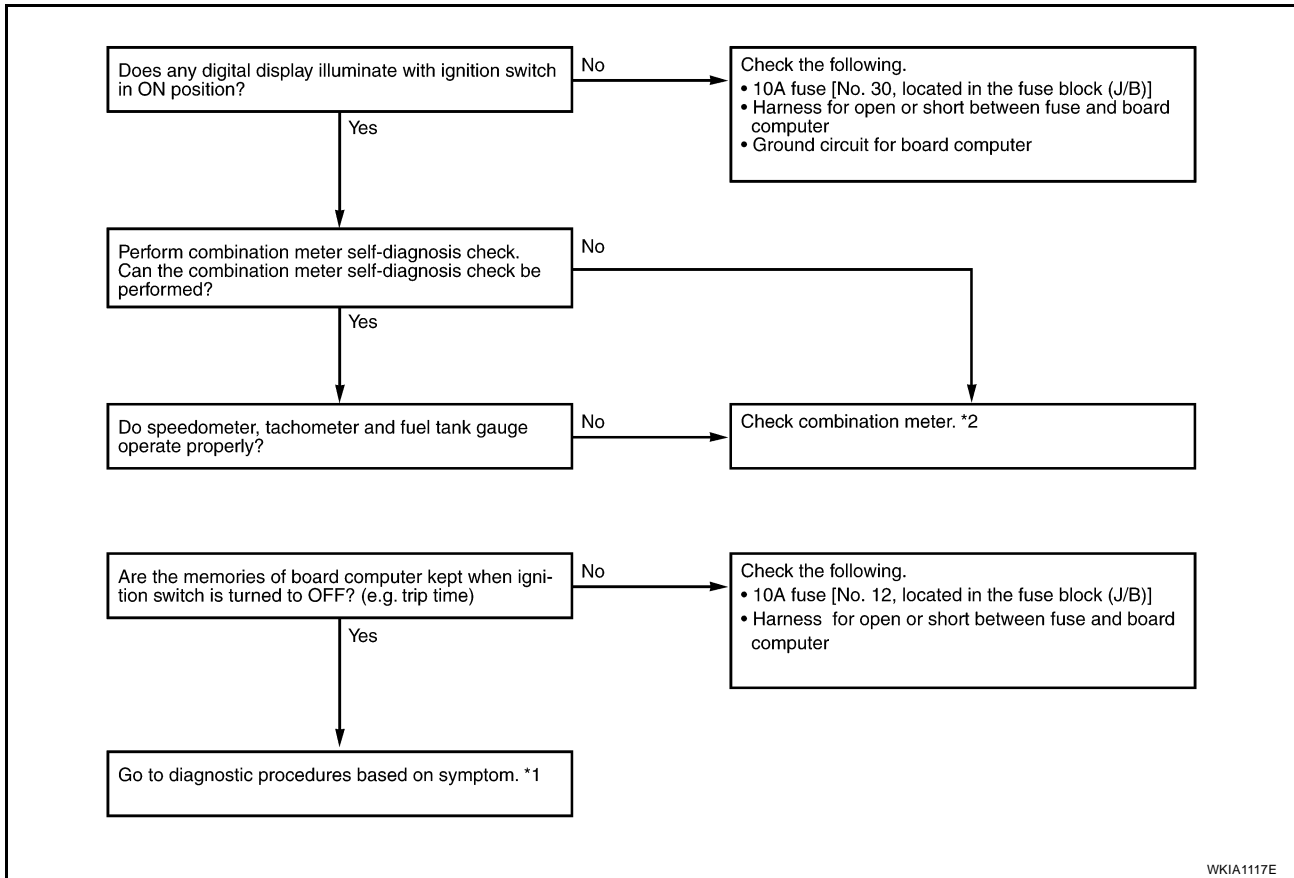 Does any digital display illuminate with ignition switch
in ON position?
No
Check the following.
• 10A fuse [No. 30, located in the fuse block (J/B)]
• Harness for open or short between fuse and board
computer
• Ground circuit for board computer
Yes
Perform combination meter self-diagnosis check.
Can the combination meter self-diagnosis check be
performed?
No
Yes
Do speedometer, tachometer and fuel tank gauge
operate properly?
No
Check combination meter. *2
Are the memories of board computer kept when igni-
tion switch is turned to OFF? (e.g. trip time)
No
Check the following.
• 10A fuse [No. 12, located in the fuse block (J/B)]
• Harness for open or short between fuse and board
computer
Yes
Go to diagnostic procedures based on symptom. *1
WKIA1117E